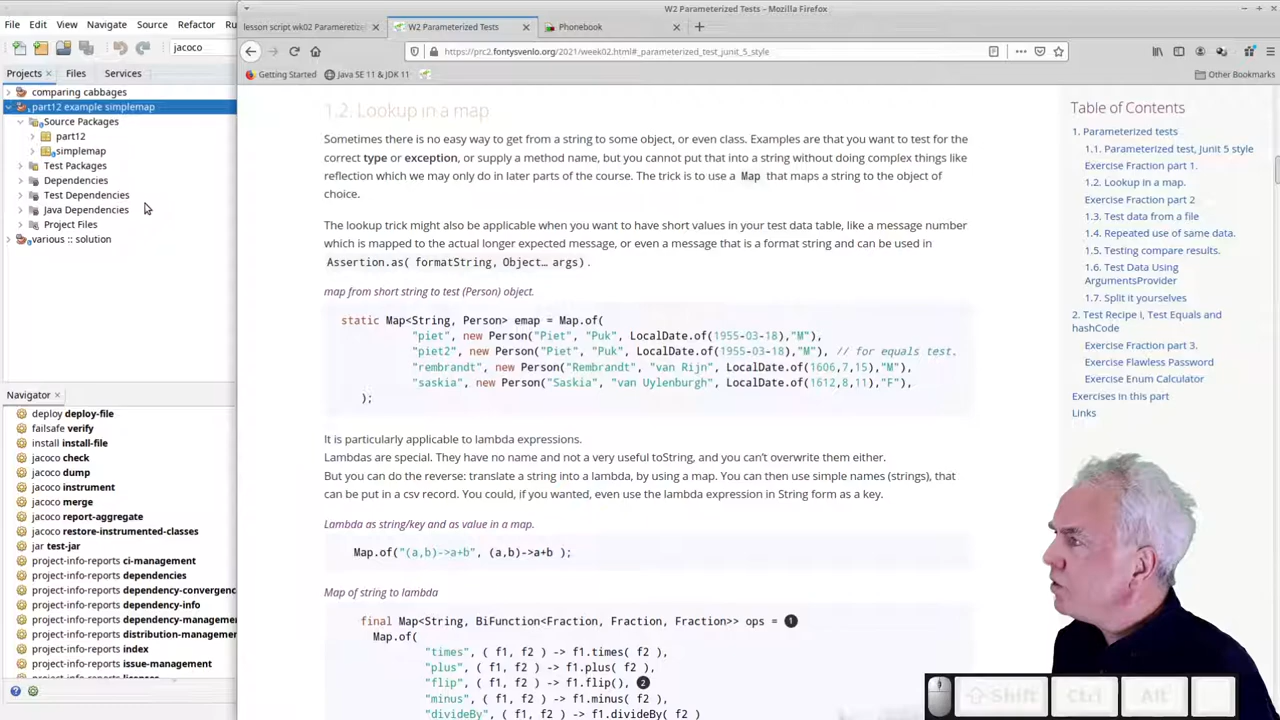 W2 Parameterized Tests - Mozilla Firefox
File Edit View Navigate Source Refactor Ru
lesson script wk02 Parameretiz
W2 Parameterized Tests
Phonebook
jacoco
https://prc2.fontysvenlo.org/2021/week02.html#_parameterized_test_junit_5_style
Getting Started
Java SE 11 & JDK 11
Other Bookmarks
Projects
Files
Services
comparing cabbages
part12 example simplemap
Source Packages
part12
simplemap
Test Packages
Dependencies
Test Dependencies
Java Dependencies
Project Files
various :: solution
Navigator
deploy deploy-file
failsafe verify
install install-file
jacoco check
jacoco dump
jacoco instrument
jacoco merge
jacoco report-aggregate
jacoco restore-instrumented-classes
jar test-jar
project-info-reports ci-management
project-info-reports dependencies
project-info-reports dependency-convergenc
project-info-reports dependency-info
project-info-reports dependency-manageme
project-info-reports distribution-manageme
project-info-reports index
project-info-reports issue-management
1.2. Lookup in a map
Sometimes there is no easy way to get from a string to some object, or even class. Examples are that you want to test for the
correct type or exception, or supply a method name, but you cannot put that into a string without doing complex things like
reflection which we may only do in later parts of the course. The trick is to use a Map that maps a string to the object of
choice.
The lookup trick might also be applicable when you want to have short values in your test data table, like a message number
which is mapped to the actual longer expected message, or even a message that is a format string and can be used in
Assertion.as( formatString, Object… args) .
map from short string to test (Person) object.
static Map<String, Person> emap = Map.of(
"piet", new Person("Piet", "Puk", LocalDate.of(1955-03-18),"M"),
"piet2", new Person("Piet", "Puk", LocalDate.of(1955-03-18),"M"), // for equals test.
"rembrandt", new Person("Rembrandt", "van Rijn", LocalDate.of(1606,7,15),"M"),
"saskia", new Person("Saskia", "van Uylenburgh", LocalDate.of(1612,8,11),"F"),
);
It is particularly applicable to lambda expressions.
Lambdas are special. They have no name and not a very useful toString, and you can't overwrite them either.
But you can do the reverse: translate a string into a lambda, by using a map. You can then use simple names (strings), that
can be put in a csv record. You could, if you wanted, even use the lambda expression in String form as a key.
Lambda as string/key and as value in a map.
Map.of("(a,b)->a+b", (a,b)->a+b );
Map of string to lambda
final Map<String, BiFunction<Fraction, Fraction, Fraction>> ops = 1
Map.of(
"times", ( f1, f2 ) -> f1.times( f2 ),
"plus", ( f1, f2 ) -> f1.plus( f2 ),
"flip", ( f1, f2 ) -> f1.flip(), 2
"minus", ( f1, f2 ) -> f1.minus( f2 ),
"divideBy", ( f1, f2 ) -> f1.divideBy( f2 )
Table of Contents
1. Parameterized tests
1.1. Parameterized test, Junit 5 style
Exercise Fraction part 1.
1.2. Lookup in a map.
Exercise Fraction part 2
1.3. Test data from a file
1.4. Repeated use of same data.
1.5. Testing compare results.
1.6. Test Data Using
ArgumentsProvider
1.7. Split it yourselves
2. Test Recipe I, Test Equals and
hashCode
Exercise Fraction part 3.
Exercise Flawless Password
Exercise Enum Calculator
Exercises in this part
Links
Shift
Ctrl
Alt